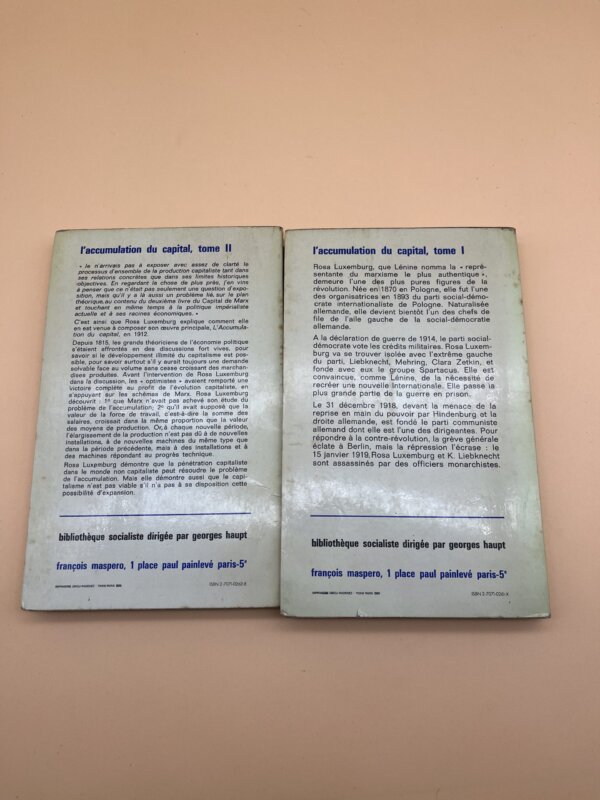 l'accumulation du capital, tome II
« Je n'arrivais pas à exposer avec assez de clarté le
processus d'ensemble de la production capitaliste tant dans
ses relations concrètes que dans ses limites historiques
objectives. En regardant la chose de plus près, j'en vins
à penser que ce n'était pas seulement une question d'expo-
sition, mais qu'il y a là aussi un problème lié, sur le plan
théorique, au contenu du deuxième livre du Capital de Marx
et touchant en même temps à la politique impérialiste
actuelle et à ses racines économiques. »
C'est ainsi que Rosa Luxemburg explique comment elle
en est venue à composer son œuvre principale, L'Accumula-
tion du capital, en 1912.
Depuis 1815, les grands théoriciens de l'économie politique
s'étaient affrontés en des discussions fort vives, pour
savoir si le développement illimité du capitalisme est pos-
sible, pour savoir surtout s'il y aurait toujours une demande
solvable face au volume sans cesse croissant des marchan-
dises produites. Avant l'intervention de Rosa Luxemburg
dans la discussion, les « optimistes » avaient remporté une
victoire complète au profit de l'évolution capitaliste, en
s'appuyant sur les schémas de Marx. Rosa Luxemburg
découvrit : 1º que Marx n'avait pas achevé son étude du
problème de l'accumulation; 2º qu'il avait supposé que la
valeur de la force de travail, c'est-à-dire la somme des
salaires, croissait dans la même proportion que la valeur
des moyens de production. Or, à chaque nouvelle période,
l'élargissement de la production n'est pas dû à de nouvelles
installations, à de nouvelles machines du même type que
dans la période précédente, mais à des installations et à
des machines répondant au progrès technique.
Rosa Luxemburg démontre que la pénétration capitaliste
dans le monde non capitaliste peut résoudre le problème
de l'accumulation. Mais elle démontre aussi que le capi-
talisme n'est pas viable s'il n'a pas à sa disposition cette
possibilité d'expansion.
bibliothèque socialiste dirigée par georges haupt
françois maspero, 1 place paul painlevé paris-5ᵉ
l'accumulation du capital, tome I
Rosa Luxemburg, que Lénine nomma la « repré-
sentante du marxisme le plus authentique »,
demeure l'une des plus pures figures de la
révolution. Née en 1870 en Pologne, elle fut l'une
des organisatrices en 1893 du parti social-démo-
crate internationaliste de Pologne. Naturalisée
allemande, elle devient bientôt l'un des chefs de
file de l'aile gauche de la social-démocratie
allemande.
A la déclaration de guerre de 1914, le parti social-
démocrate vote les crédits militaires. Rosa Luxem-
burg va se trouver isolée avec l'extrême gauche
du parti, Liebknecht, Mehring, Clara Zetkin, et
fonde avec eux le groupe Spartacus. Elle est
convaincue, comme Lénine, de la nécessité de
recréer une nouvelle Internationale. Elle passe la
plus grande partie de la guerre en prison.
Le 31 décembre 1918, devant la menace de la
reprise en main du pouvoir par Hindenburg et la
droite allemande, est fondé le parti communiste
allemand dont elle est l'une des dirigeantes. Pour
répondre à la contre-révolution, la grève générale
éclate à Berlin, mais la répression l'écrase : le
15 janvier 1919, Rosa Luxemburg et K. Liebknecht
sont assassinés par des officiers monarchistes.
bibliothèque socialiste dirigée par georges haupt
françois maspero, 1 place paul painlevé paris-5ᵉ